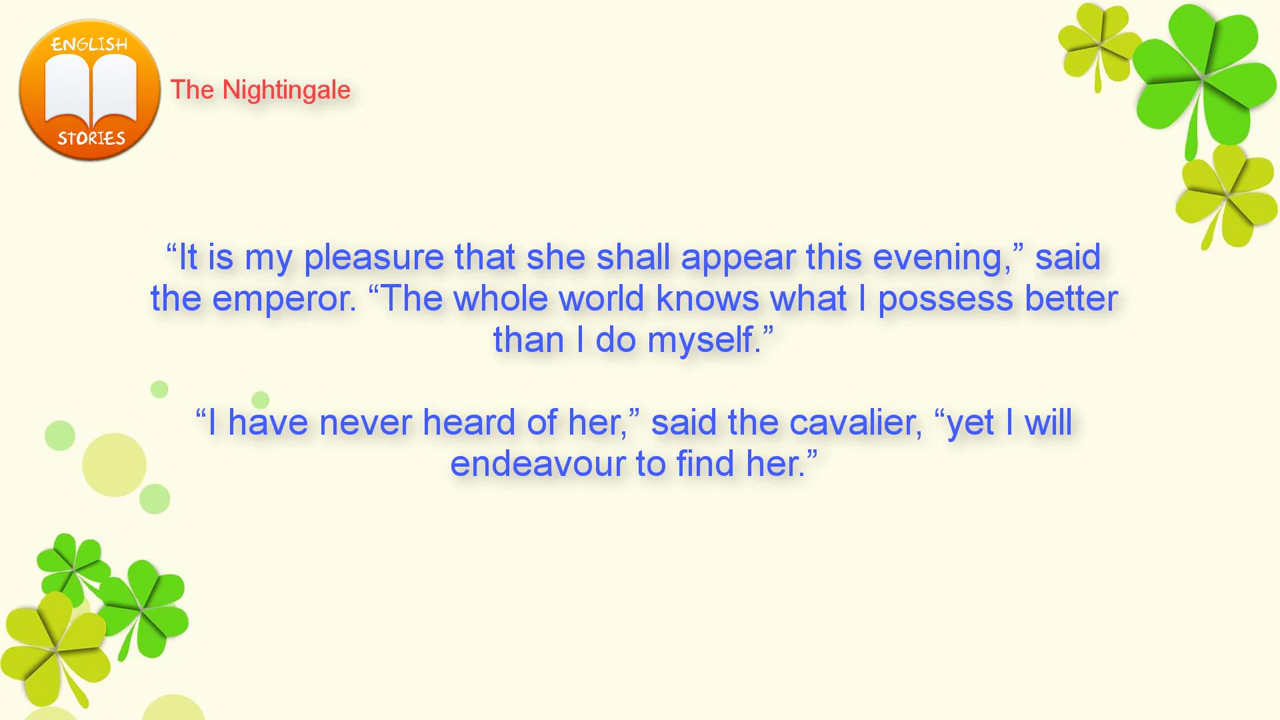 ENGLISH
STORIES
The Nightingale
“It is my pleasure that she shall appear this evening,” said
the emperor. “The whole world knows what I possess better
than I do myself.”
“I have never heard of her,” said the cavalier, “yet I will
endeavour to find her.”